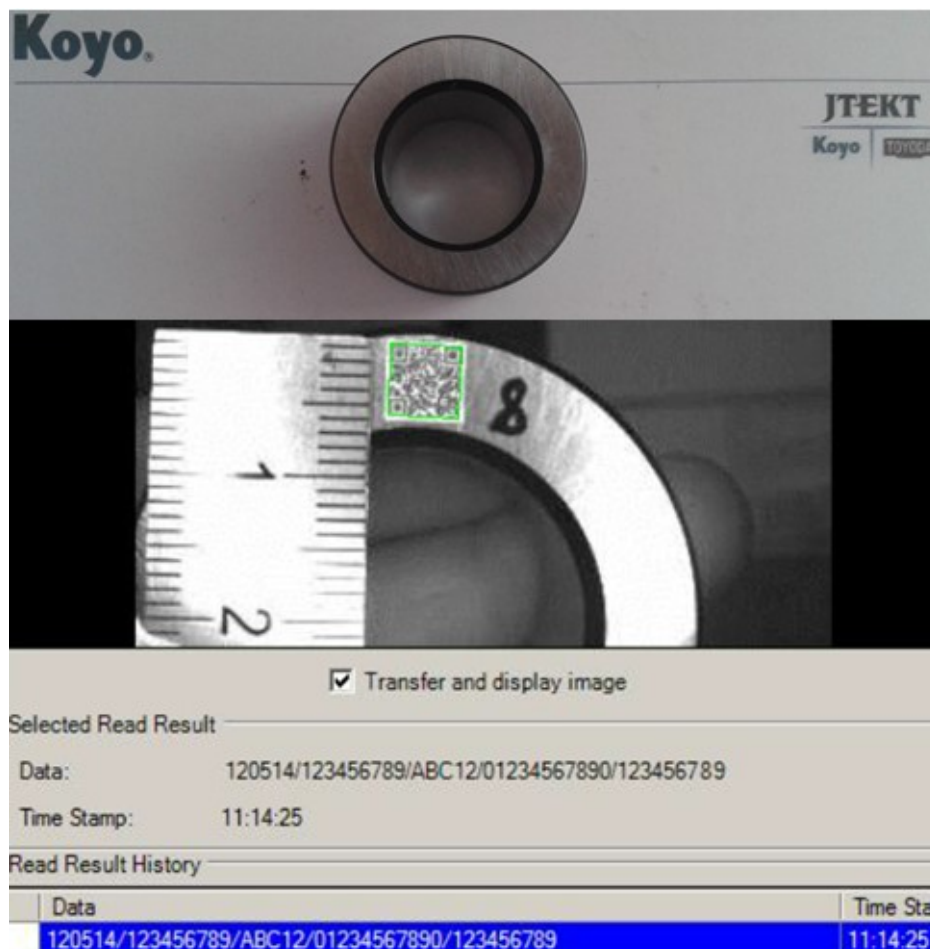 Koyo®
JTEKT
Koyo TOYODA
8
1
2
Transfer and display image
Selected Read Result
Data: 120514/123456789/ABC12/01234567890/123456789
Time Stamp: 11:14:25
Read Result History
Data Time Sta
120514/123456789/ABC12/01234567890/123456789 11:14:25